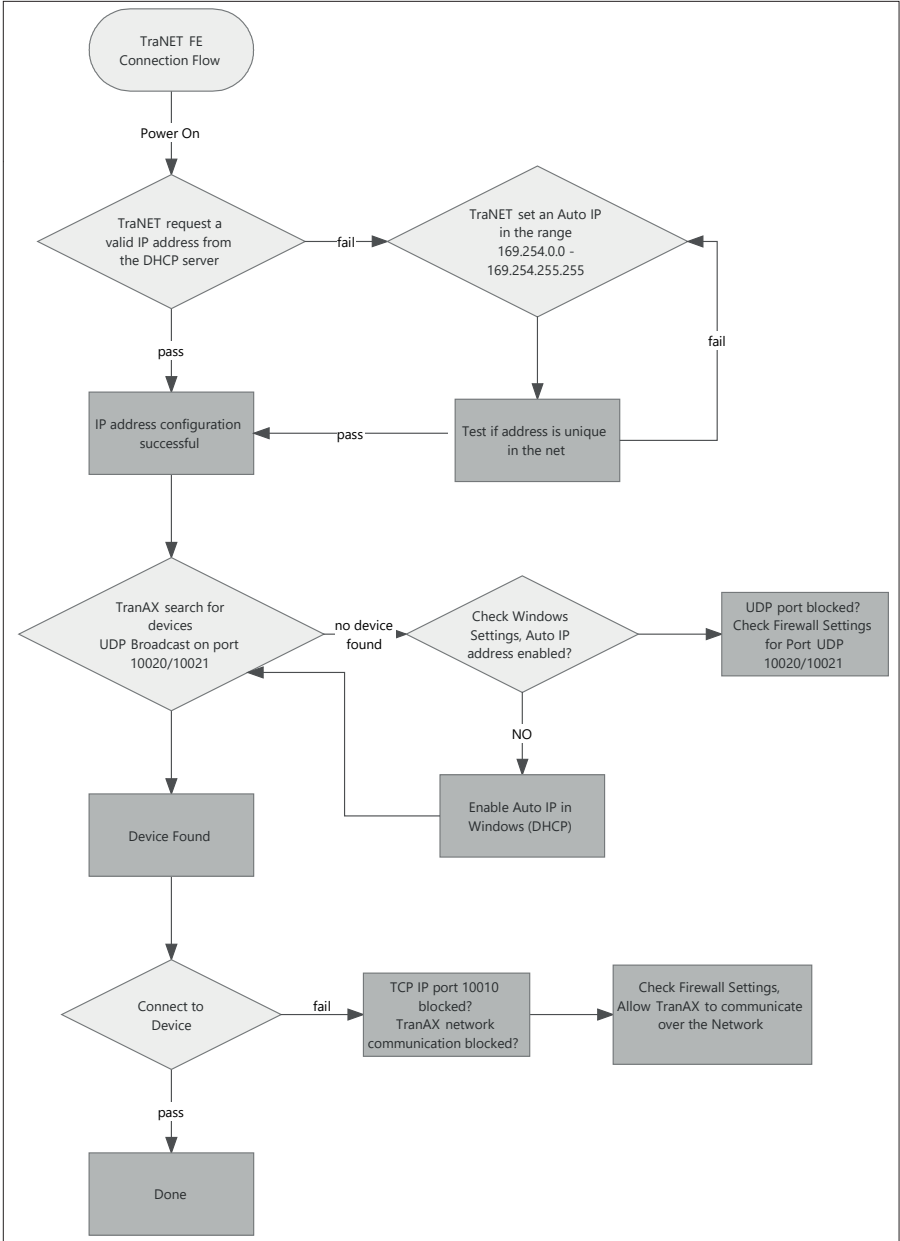 TraNET FE
Connection Flow
Power On
TraNET request a
valid IP address from
the DHCP server
fail
TraNET set an Auto IP
in the range
169.254.0.0 -
169.254.255.255
pass
fail
IP address configuration
successful
pass
Test if address is unique
in the net
TranAX search for
devices
UDP Broadcast on port
10020/10021
no device
found
Check Windows
Settings, Auto IP
address enabled?
UDP port blocked?
Check Firewall Settings
for Port UDP
10020/10021
NO
Enable Auto IP in
Windows (DHCP)
Device Found
Connect to
Device
fail
TCP IP port 10010
blocked?
TranAX network
communication blocked?
Check Firewall Settings,
Allow TranAX to communicate
over the Network
pass
Done